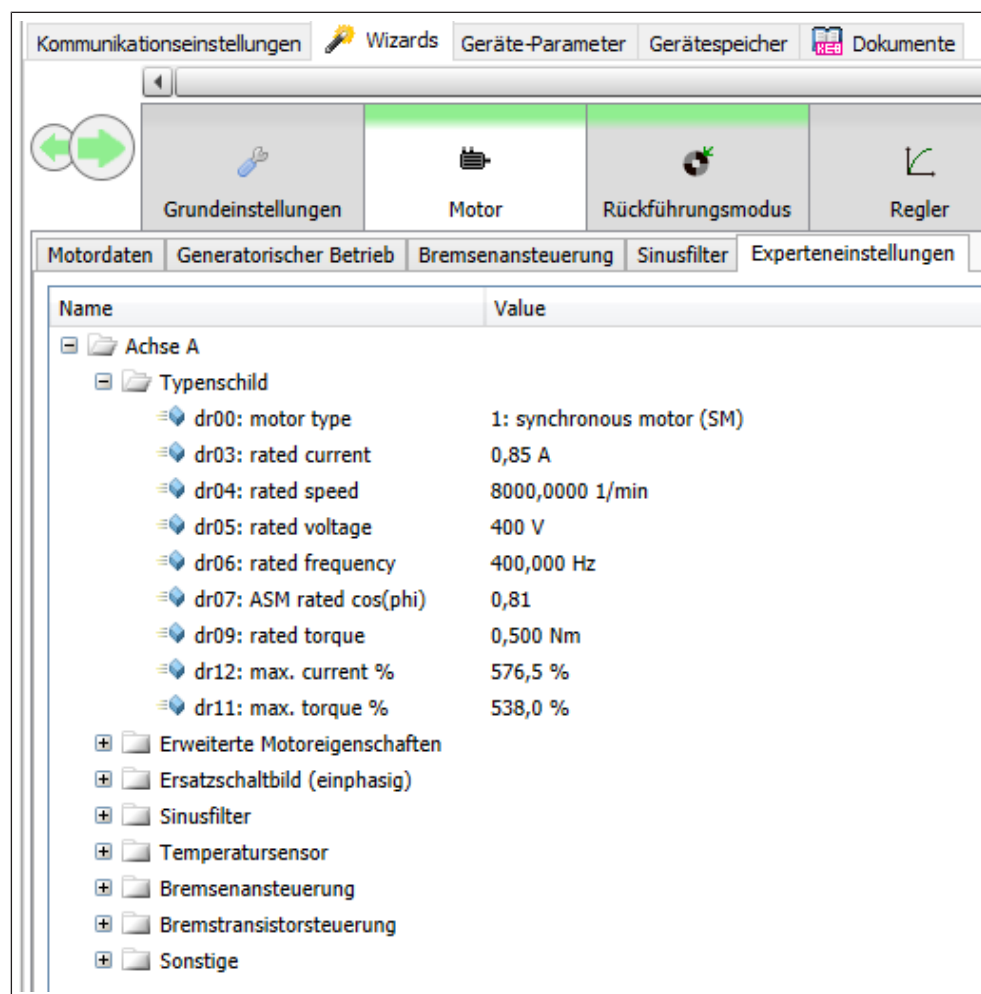 Kommunikationseinstellungen Wizards Geräte-Parameter Gerätespeicher KEB Dokumente
Grundeinstellungen Motor Rückführungsmodus Regler
Motordaten Generatorischer Betrieb Bremsenansteuerung Sinusfilter Experteneinstellungen
Name Value
Achse A
Typenschild
dr00: motor type 1: synchronous motor (SM)
dr03: rated current 0,85 A
dr04: rated speed 8000,0000 1/min
dr05: rated voltage 400 V
dr06: rated frequency 400,000 Hz
dr07: ASM rated cos(phi) 0,81
dr09: rated torque 0,500 Nm
dr12: max. current % 576,5 %
dr11: max. torque % 538,0 %
Erweiterte Motoreigenschaften
Ersatzschaltbild (einphasig)
Sinusfilter
Temperatursensor
Bremsenansteuerung
Bremstransistorsteuerung
Sonstige